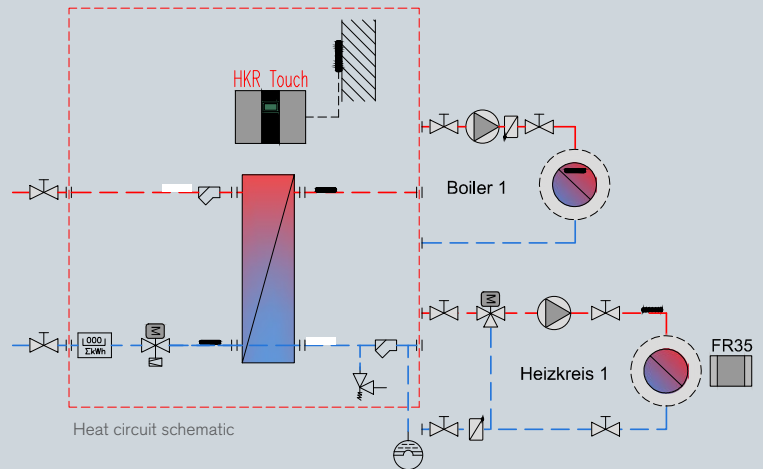 HKR Touch
Boiler 1
M
M
000
ΣkWh
Heizkreis 1
FR35
Heat circuit schematic